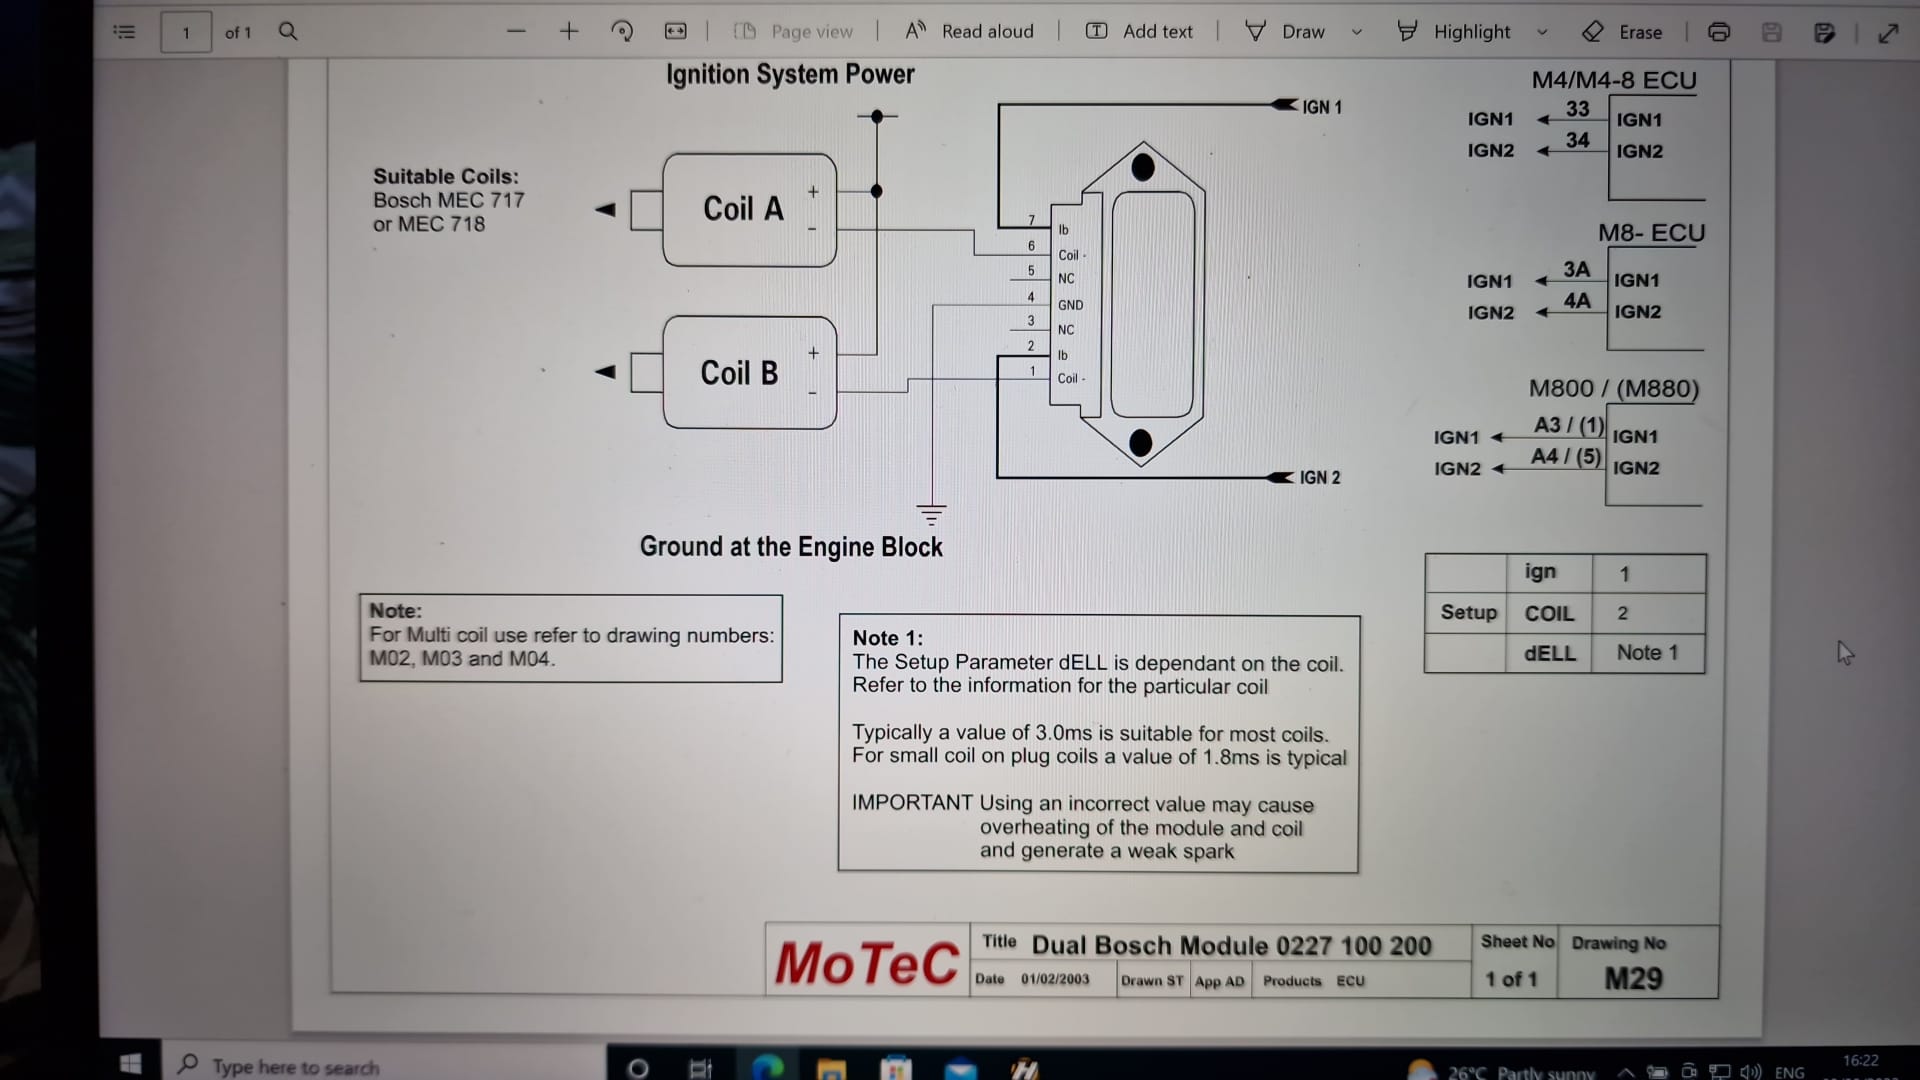 1 of 1 Page view Read aloud Add text Draw Highlight Erase
Ignition System Power
Suitable Coils:
Bosch MEC 717
or MEC 718
Coil A
+
-
Coil B
+
-
IGN 1
7 Ib
6 Coil -
5 NC
4 GND
3 NC
2 Ib
1 Coil -
IGN 2
Ground at the Engine Block
M4/M4-8 ECU
IGN1 33 IGN1
IGN2 34 IGN2
M8- ECU
IGN1 3A IGN1
IGN2 4A IGN2
M800 / (M880)
IGN1 A3 / (1) IGN1
IGN2 A4 / (5) IGN2
ign 1
Setup COIL 2
dELL Note 1
Note:
For Multi coil use refer to drawing numbers:
M02, M03 and M04.
Note 1:
The Setup Parameter dELL is dependant on the coil.
Refer to the information for the particular coil
Typically a value of 3.0ms is suitable for most coils.
For small coil on plug coils a value of 1.8ms is typical
IMPORTANT Using an incorrect value may cause
overheating of the module and coil
and generate a weak spark
MoTeC
Title Dual Bosch Module 0227 100 200
Date 01/02/2003 Drawn ST App AD Products ECU
Sheet No
1 of 1
Drawing No
M29
Type here to search
26°C Partly sunny
ENG
16:22